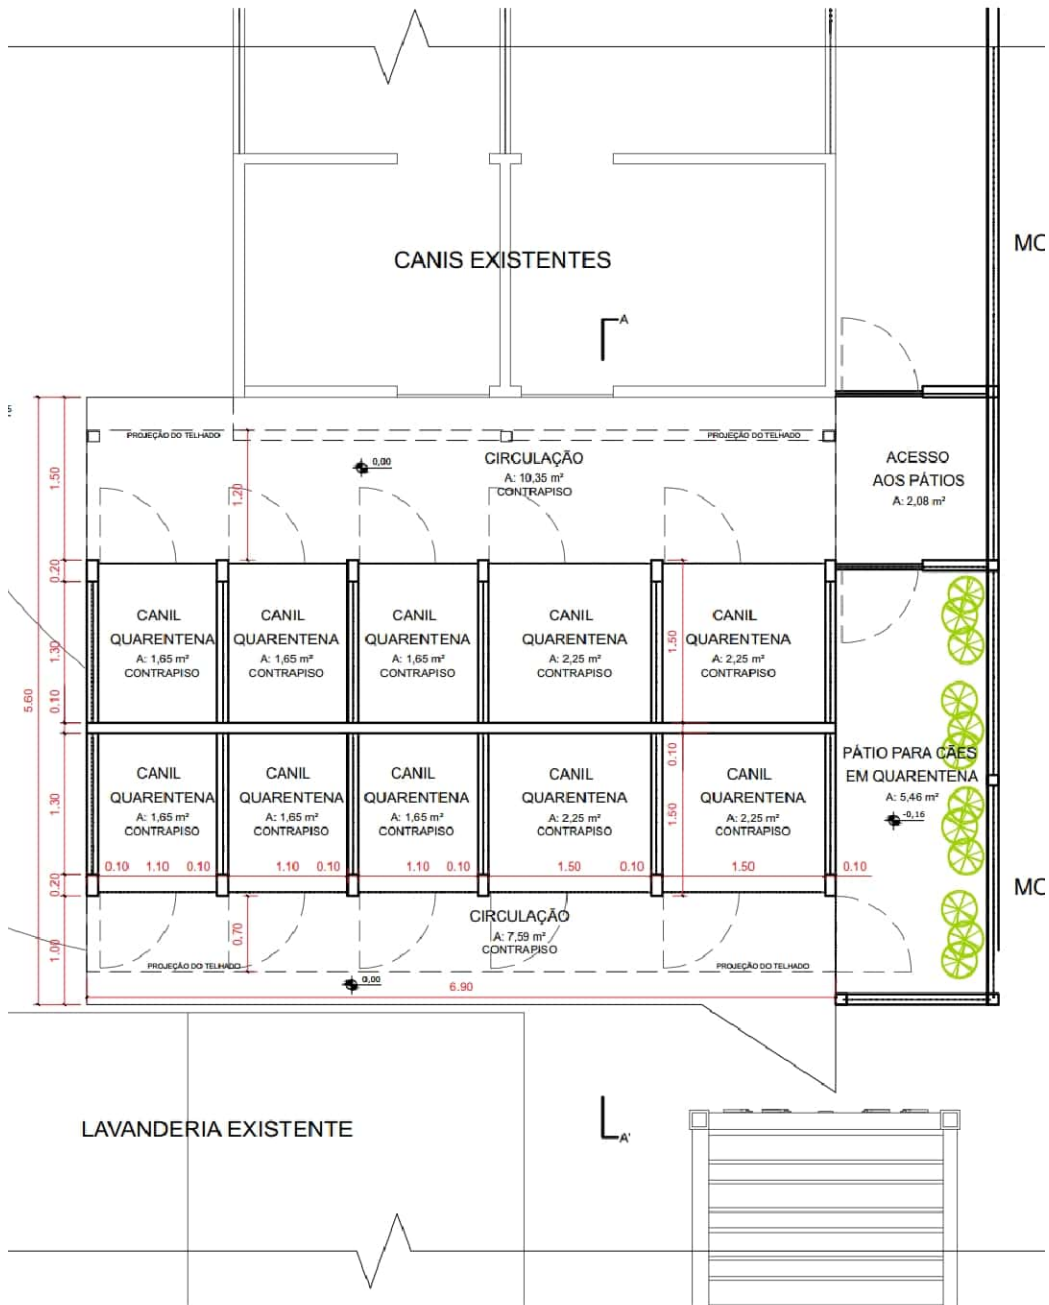 MO
CANIS EXISTENTES
A
PROJEÇÃO DO TELHADO
PROJEÇÃO DO TELHADO
CIRCULAÇÃO
A: 10,35 m²
CONTRAPISO
0,00
1.50
1.20
ACESSO
AOS PÁTIOS
A: 2,08 m²
0.20
CANIL
QUARENTENA
A: 1,65 m²
CONTRAPISO
CANIL
QUARENTENA
A: 1,65 m²
CONTRAPISO
CANIL
QUARENTENA
A: 1,65 m²
CONTRAPISO
CANIL
QUARENTENA
A: 2,25 m²
CONTRAPISO
CANIL
QUARENTENA
A: 2,25 m²
CONTRAPISO
1.30
1.50
5.60
0.10
0.10
PÁTIO PARA CÃES
EM QUARENTENA
A: 5,46 m²
-0,16
CANIL
QUARENTENA
A: 1,65 m²
CONTRAPISO
CANIL
QUARENTENA
A: 1,65 m²
CONTRAPISO
CANIL
QUARENTENA
A: 1,65 m²
CONTRAPISO
CANIL
QUARENTENA
A: 2,25 m²
CONTRAPISO
CANIL
QUARENTENA
A: 2,25 m²
CONTRAPISO
1.30
1.50
0.10 1.10 0.10 1.10 0.10 1.10 0.10 1.50 0.10 1.50 0.10
0.20
MO
CIRCULAÇÃO
A: 7,59 m²
CONTRAPISO
1.00
0.70
PROJEÇÃO DO TELHADO
PROJEÇÃO DO TELHADO
0,00
6.90
LAVANDERIA EXISTENTE
A'